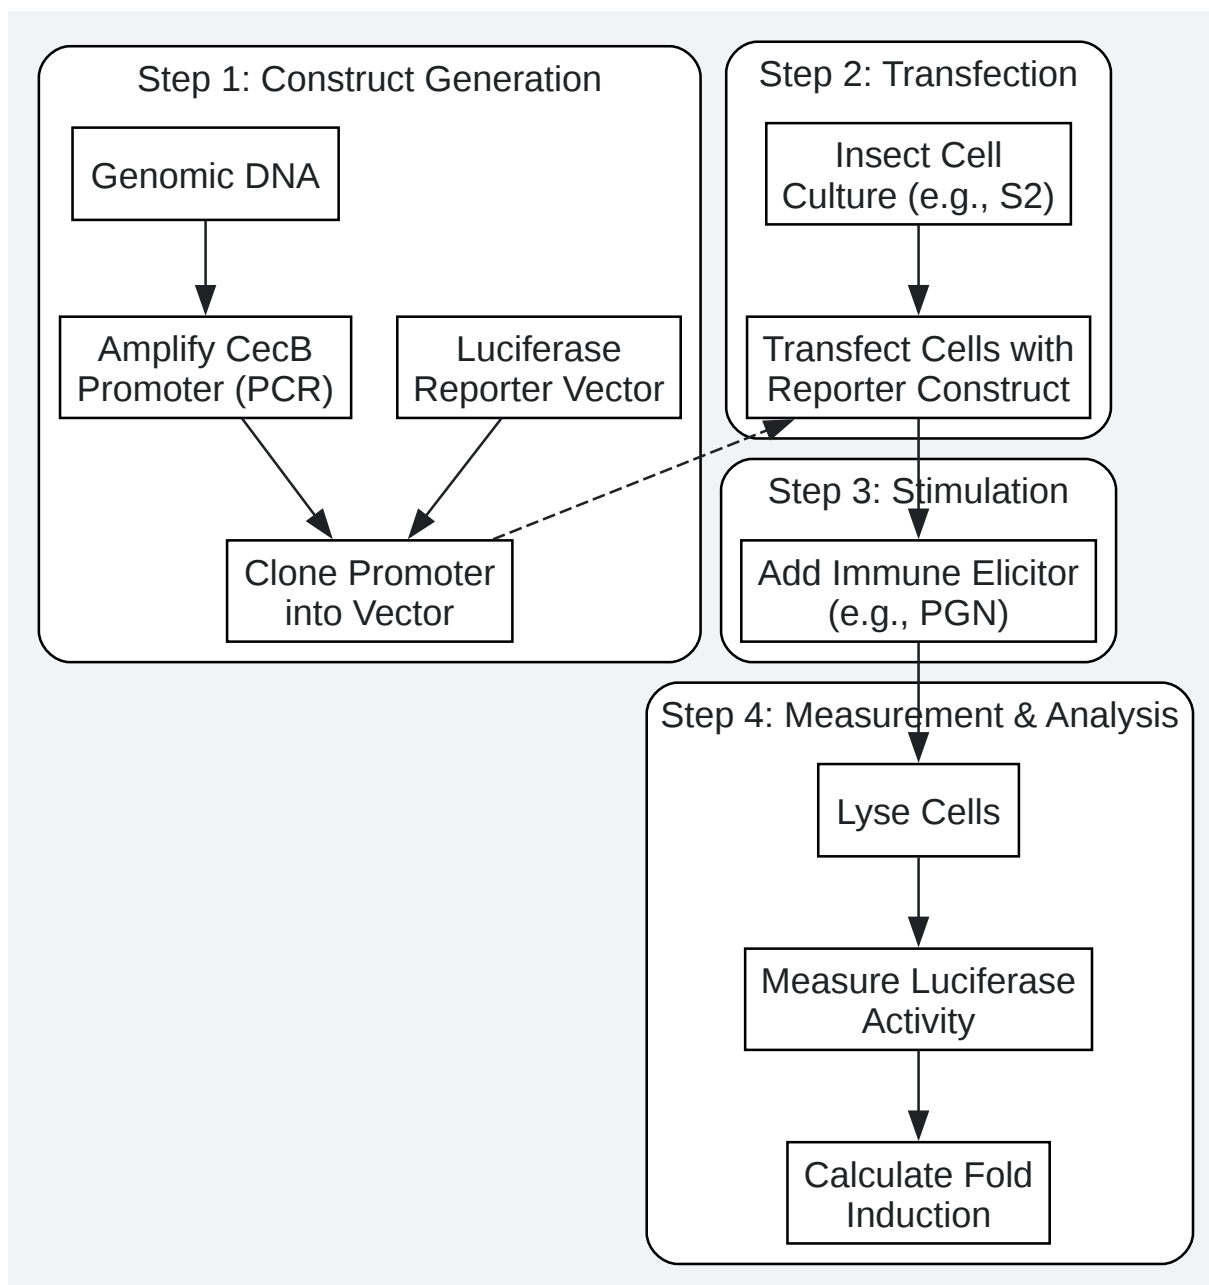 Step 1: Construct Generation
Genomic DNA
Amplify CecB
Promoter (PCR)
Luciferase
Reporter Vector
Clone Promoter
into Vector
Step 2: Transfection
Insect Cell
Culture (e.g., S2)
Transfect Cells with
Reporter Construct
Step 3: Stimulation
Add Immune Elicitor
(e.g., PGN)
Step 4: Measurement & Analysis
Lyse Cells
Measure Luciferase
Activity
Calculate Fold
Induction